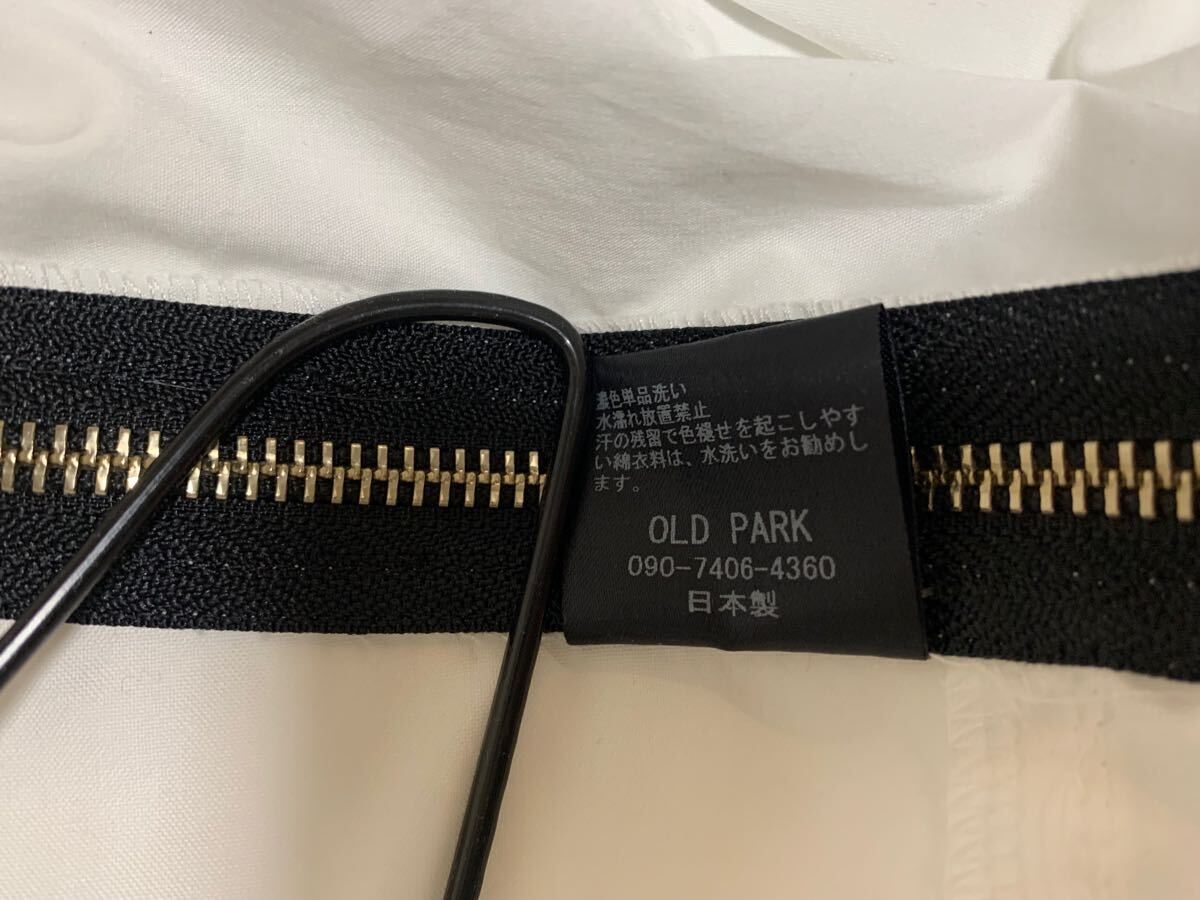 濃色単品洗い
水濡れ放置禁止
汗の残留で色褪せを起こしやす
い綿衣料は、水洗いをお勧めし
ます。
OLD PARK
090-7406-4360
日本製